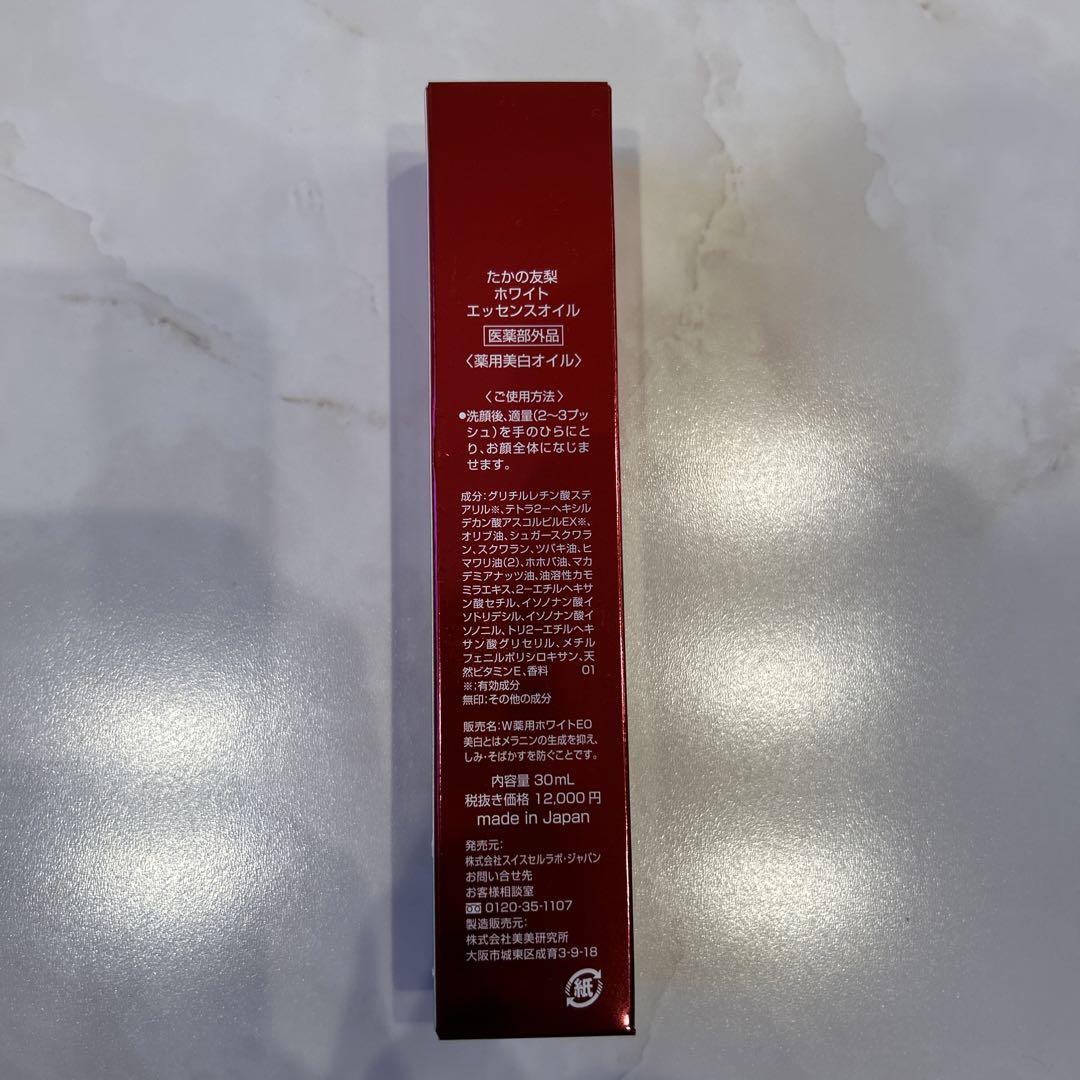 たかの友梨
ホワイト
エッセンスオイル
医薬部外品
〈薬用美白オイル〉
〈ご使用方法〉
●洗顔後、適量(2〜3プッ
シュ)を手のひらにと
り、お顔全体になじま
せます。
成分:グリチルレチン酸ステ
アリル※、テトラ2ーヘキシル
デカン酸アスコルビルEX※、
オリブ油、シュガースクワラ
ン、スクワラン、ツバキ油、ヒ
マワリ油(2)、ホホバ油、マカ
デミアナッツ油、油溶性カモ
ミラエキス、2ーエチルヘキサ
ン酸セチル、イソノナン酸イ
ソトリデシル、イソノナン酸イ
ソノニル、トリ2ーエチルヘキ
サン酸グリセリル、メチル
フェニルポリシロキサン、天
然ビタミンE、香料 01
※;有効成分
無印;その他の成分
販売名:W薬用ホワイトEO
美白とはメラニンの生成を抑え、
しみ・そばかすを防ぐことです。
内容量 30mL
税抜き価格 12,000円
made in Japan
発売元:
株式会社スイスセルラボ・ジャパン
お問い合せ先
お客様相談室
0120-35-1107
製造販売元:
株式会社美美研究所
大阪市城東区成育3-9-18
紙